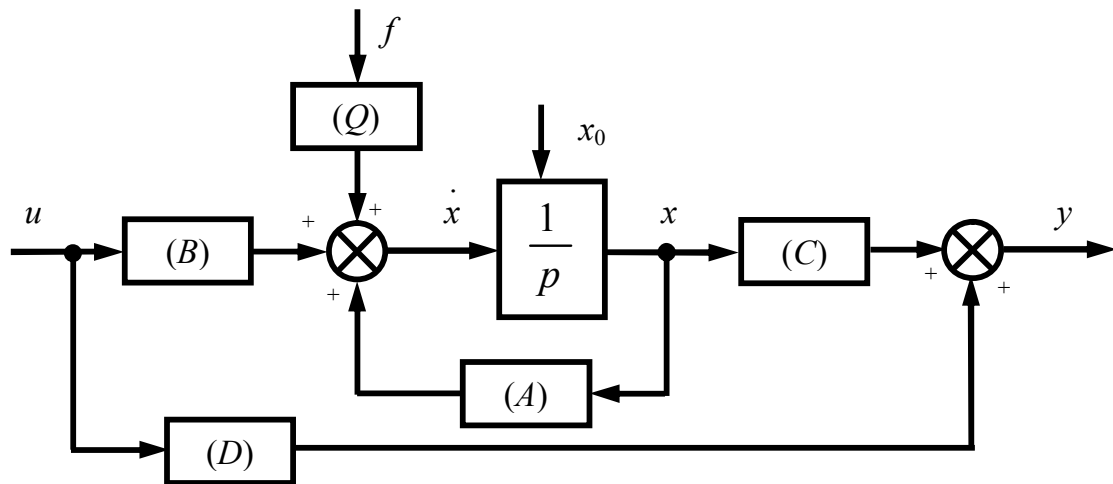 f
(Q)
x₀
u
+
+
ẋ
1
p
x
y
(B)
(C)
+
+
+
(A)
(D)